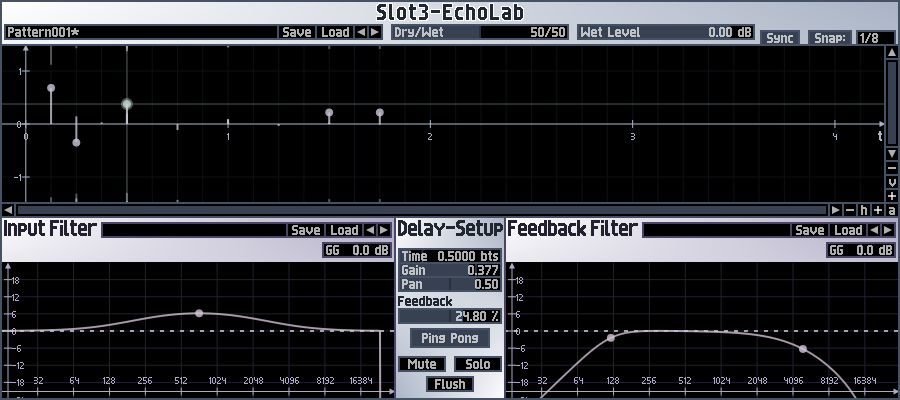 Slot3-EchoLab
Pattern001* Save Load Dry/Wet 50/50 Wet Level 0.00 dB Sync Snap: 1/8
1
0 1 2 3 4 t
-1
- h + a
- v +
Input Filter Save Load
GG 0.0 dB
18
12
6
0
-6
-12
-18
32 64 128 256 512 1024 2048 4096 8192 16384
Delay-Setup
Time 0.5000 bts
Gain 0.377
Pan 0.50
Feedback
24.80 %
Ping Pong
Mute Solo
Flush
Feedback Filter Save Load
GG 0.0 dB
18
12
6
0
-6
-12
-18
32 64 128 256 512 1024 2048 4096 8192 16384